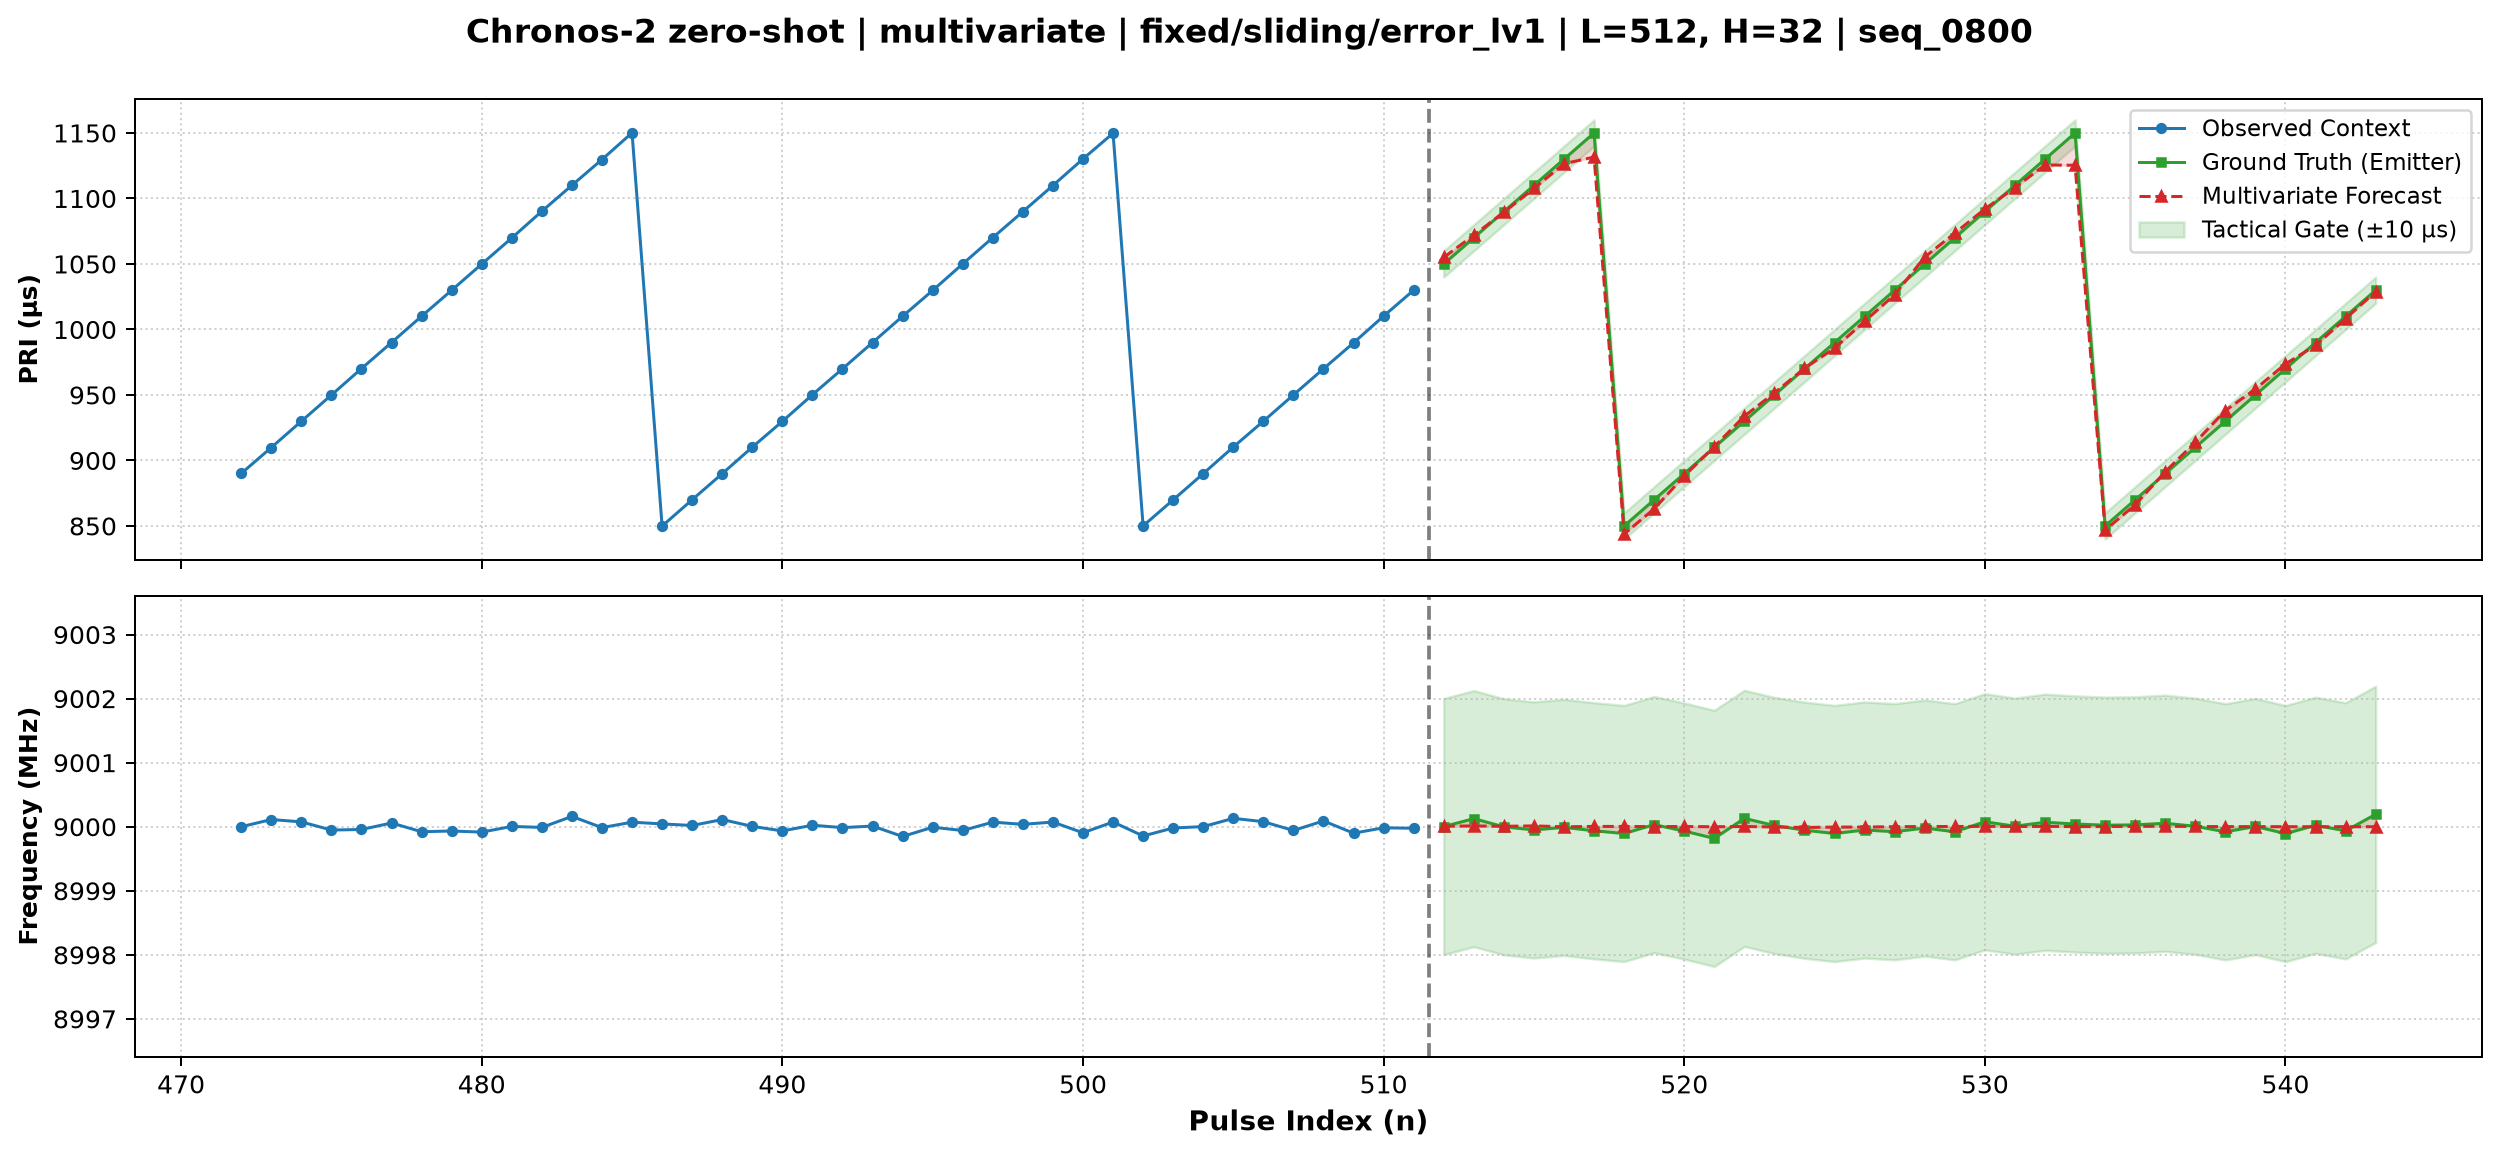 Chronos-2 zero-shot | multivariate | fixed/sliding/error_lv1 | L=512, H=32 | seq_0800
1150
1100
1050
1000
950
900
850
PRI (µs)
Observed Context
Ground Truth (Emitter)
Multivariate Forecast
Tactical Gate (±10 µs)
9003
9002
9001
9000
8999
8998
8997
Frequency (MHz)
470 480 490 500 510 520 530 540
Pulse Index (n)